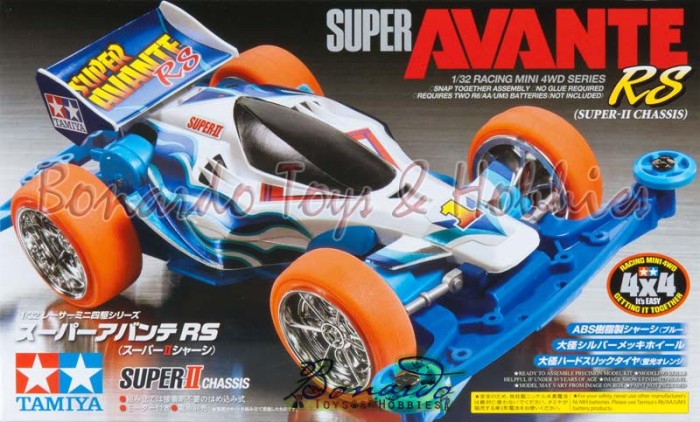 SUPER AVANTE RS
1/32 RACING MINI 4WD SERIES
SNAP TOGETHER ASSEMBLY NO GLUE REQUIRED
REQUIRES TWO R6/AA/UM3 BATTERIES (NOT INCLUDED)
(SUPER-II CHASSIS)
SUPER AVANTE RS
TAMIYA
SUPER-II
1
Bonardo Toys & Hobbies
RACING MINI 4WD
4x4
It's EASY
GETTING IT TOGETHER
ABS樹脂製シャーシ(ブルー)
大径シルバーメッキホイール
大径ハードスリックタイヤ(蛍光オレンジ)
1/32 レーサーミニ四駆シリーズ
スーパーアバンテRS
(スーパーIIシャーシ)
SUPER II CHASSIS
TAMIYA
Bonardo
TOYS & HOBBIES